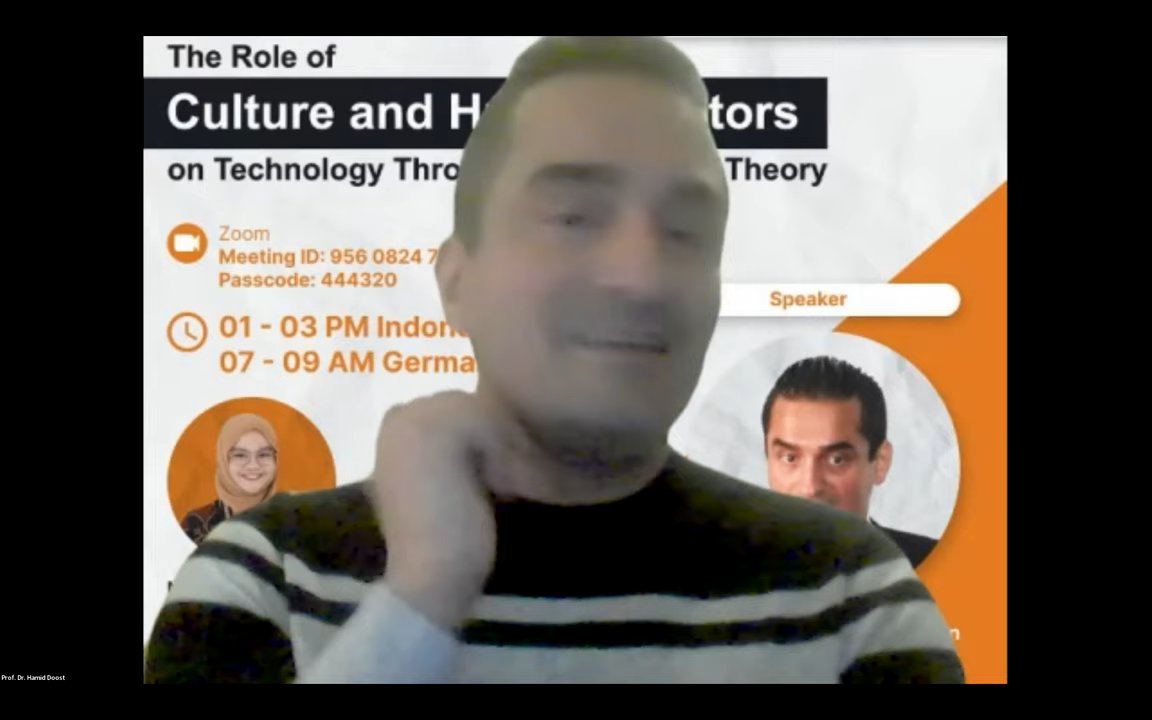 The Role of
Culture and H
tors
on Technology Thro
Theory
Zoom
Meeting ID: 956 0824 7
Passcode: 444320
Speaker
01 - 03 PM Indon
07 - 09 AM Germa
n
Prof. Dr. Hamid Doost